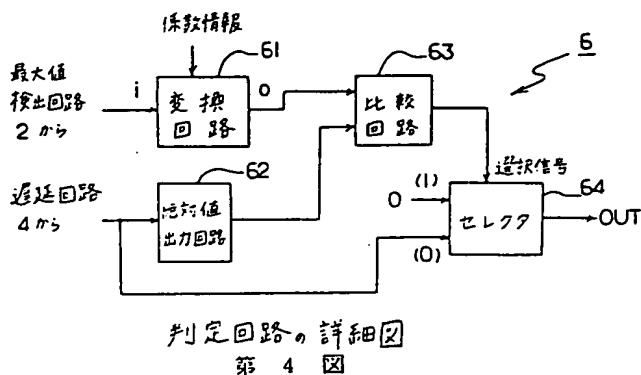 係数情報
61
63
6
最大値
検出回路
2から
i
変換
回路
o
比較
回路
62
選択信号
64
遅延回路
4から
絶対値
出力回路
0
(1)
(0)
セレクタ
OUT
判定回路の詳細図
第 4 図